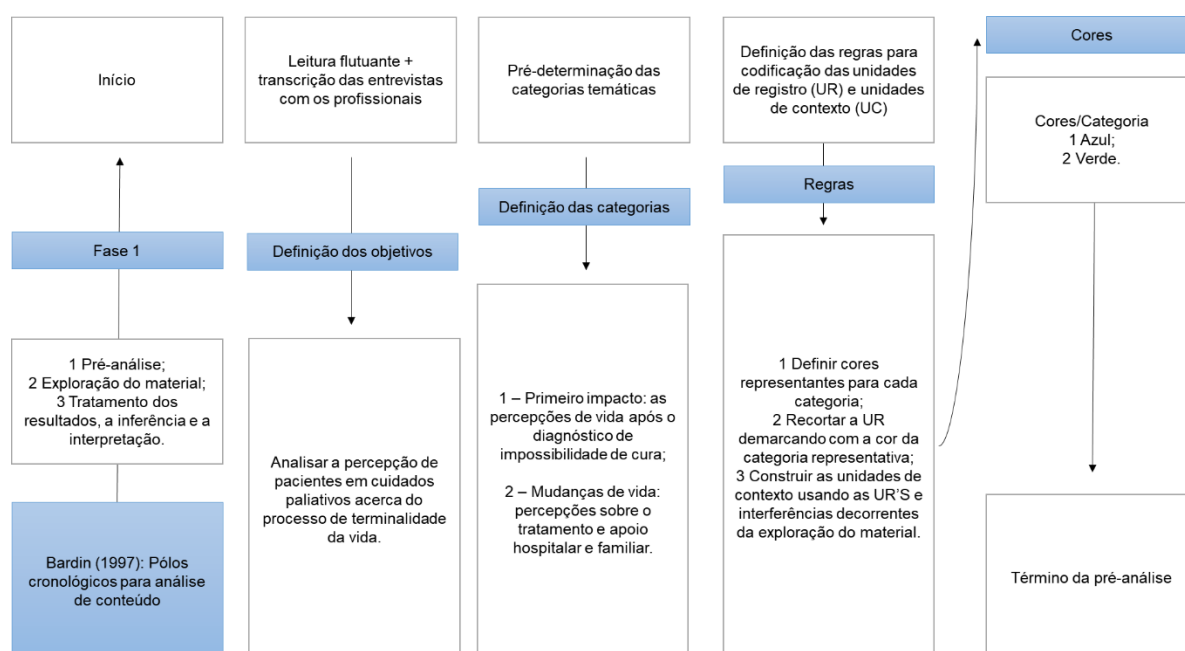 Início
Fase 1
1 Pré-análise;
2 Exploração do material;
3 Tratamento dos
resultados, a inferência e a
interpretação.
Bardin (1997): Pólos
cronológicos para análise
de conteúdo
Leitura flutuante +
transcrição das entrevistas
com os profissionais
Definição dos objetivos
Analisar a percepção de
pacientes em cuidados
paliativos acerca do
processo de terminalidade
da vida.
Pré-determinação das
categorias temáticas
Definição das categorias
1 – Primeiro impacto: as
percepções de vida após o
diagnóstico de
impossibilidade de cura;
2 – Mudanças de vida:
percepções sobre o
tratamento e apoio
hospitalar e familiar.
Definição das regras para
codificação das unidades
de registro (UR) e unidades
de contexto (UC)
Regras
1 Definir cores
representantes para cada
categoria;
2 Recortar a UR
demarcando com a cor da
categoria representativa;
3 Construir as unidades de
contexto usando as UR'S e
interferências decorrentes
da exploração do material.
Cores
Cores/Categoria
1 Azul;
2 Verde.
Término da pré-análise